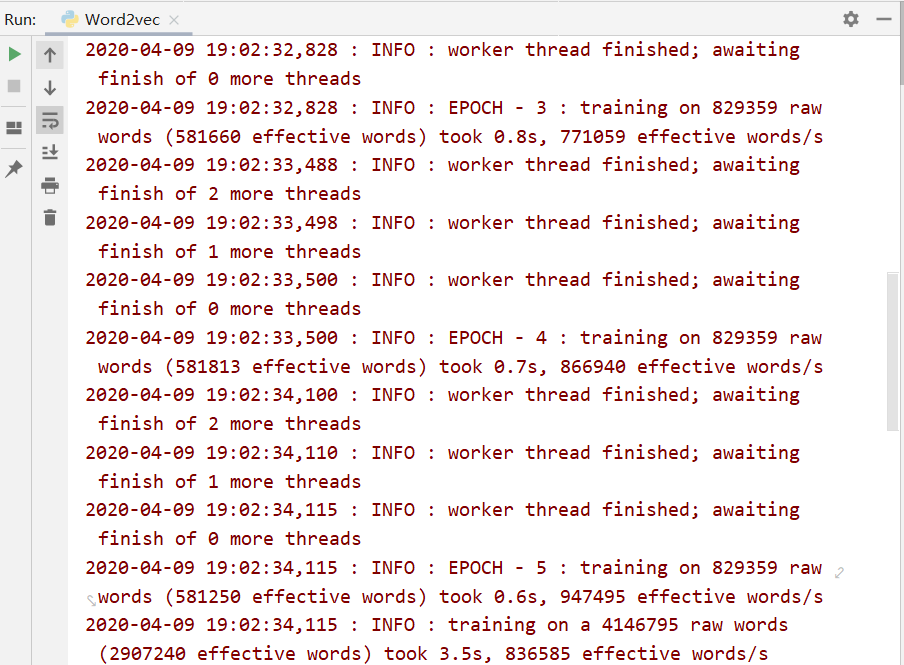 Run: Word2vec
2020-04-09 19:02:32,828 : INFO : worker thread finished; awaiting
finish of 0 more threads
2020-04-09 19:02:32,828 : INFO : EPOCH - 3 : training on 829359 raw
words (581660 effective words) took 0.8s, 771059 effective words/s
2020-04-09 19:02:33,488 : INFO : worker thread finished; awaiting
finish of 2 more threads
2020-04-09 19:02:33,498 : INFO : worker thread finished; awaiting
finish of 1 more threads
2020-04-09 19:02:33,500 : INFO : worker thread finished; awaiting
finish of 0 more threads
2020-04-09 19:02:33,500 : INFO : EPOCH - 4 : training on 829359 raw
words (581813 effective words) took 0.7s, 866940 effective words/s
2020-04-09 19:02:34,100 : INFO : worker thread finished; awaiting
finish of 2 more threads
2020-04-09 19:02:34,110 : INFO : worker thread finished; awaiting
finish of 1 more threads
2020-04-09 19:02:34,115 : INFO : worker thread finished; awaiting
finish of 0 more threads
2020-04-09 19:02:34,115 : INFO : EPOCH - 5 : training on 829359 raw
words (581250 effective words) took 0.6s, 947495 effective words/s
2020-04-09 19:02:34,115 : INFO : training on a 4146795 raw words
(2907240 effective words) took 3.5s, 836585 effective words/s